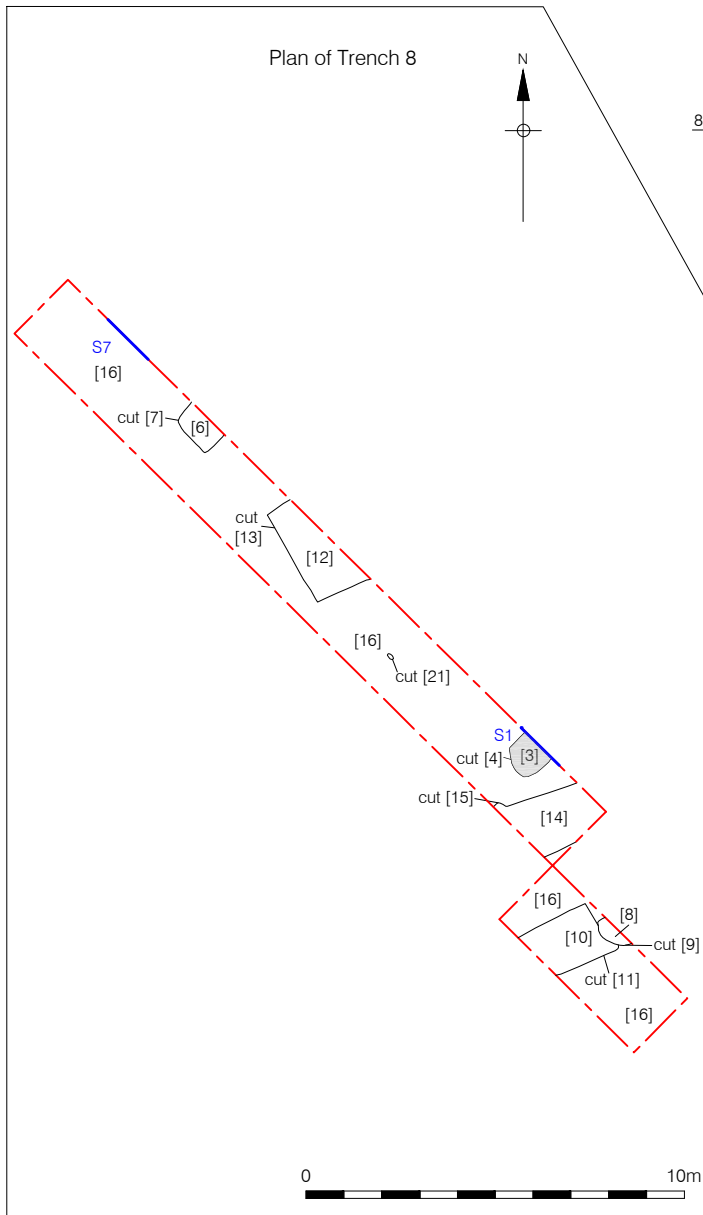 Plan of Trench 8
N
8
S7
[16]
cut [7]
[6]
cut
[13]
[12]
[16]
cut [21]
S1
cut [4]
[3]
cut [15]
[14]
[16]
[8]
[10]
cut [9]
cut [11]
[16]
0
10m